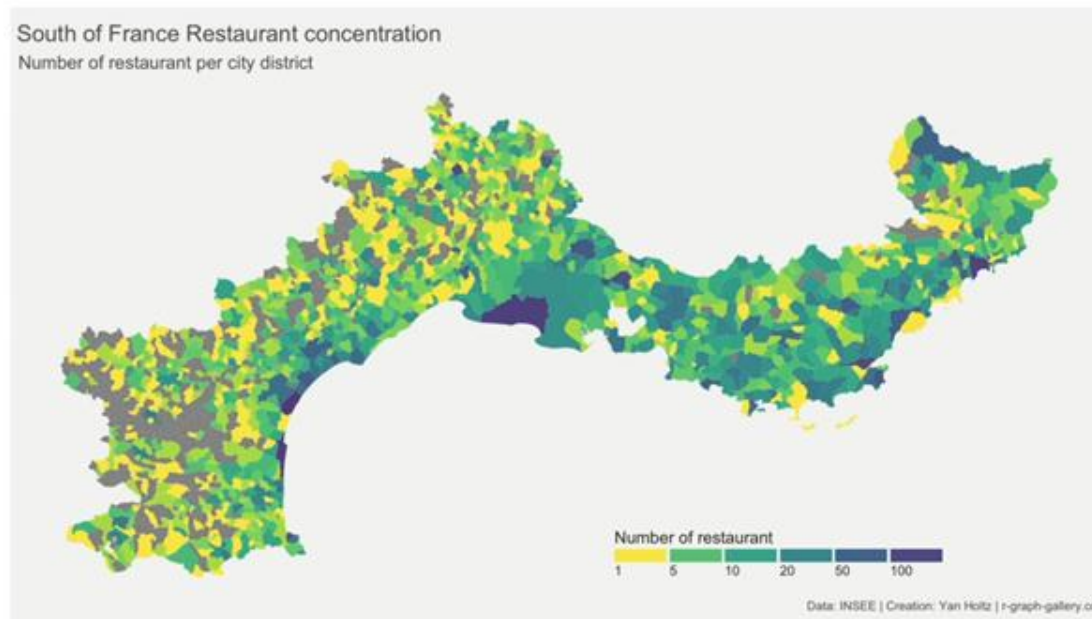 South of France Restaurant concentration
Number of restaurant per city district
Number of restaurant
1 5 10 20 50 100
Data: INSEE | Creation: Yan Holtz | r-graph-gallery.co